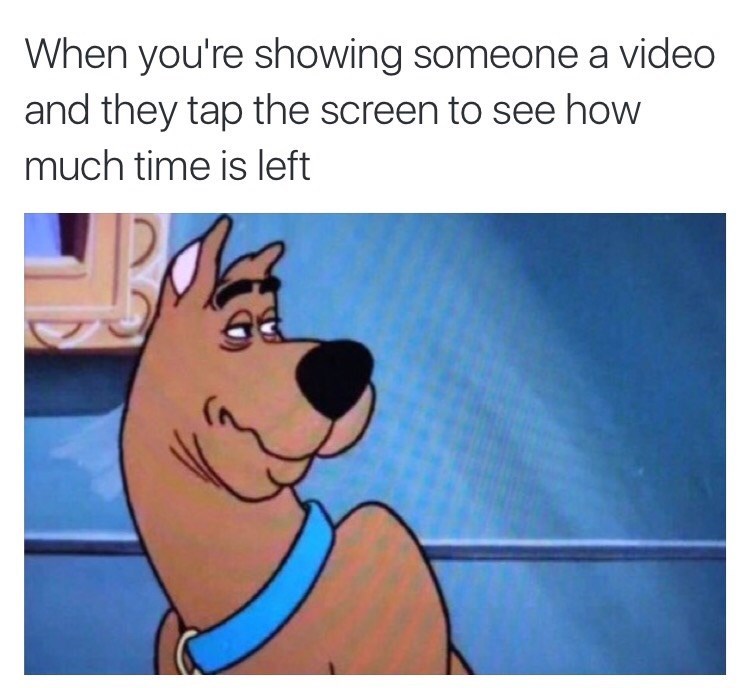 When you're showing someone a video
and they tap the screen to see how
much time is left